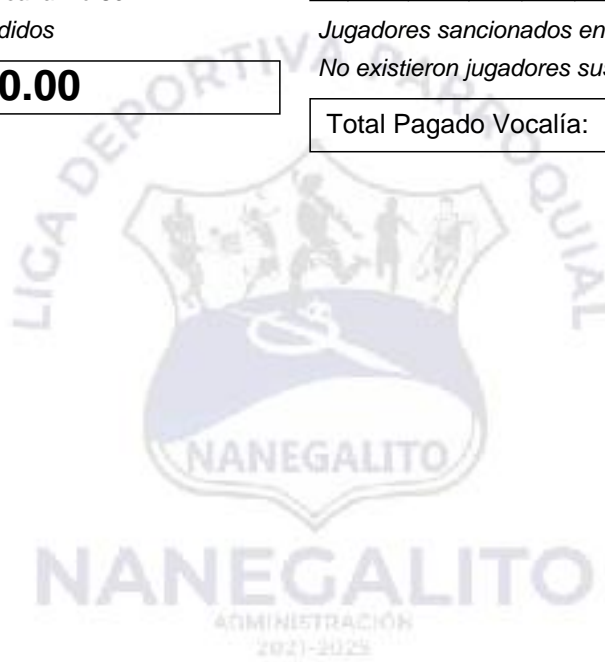 didos
0.00
Jugadores sancionados en
No existieron jugadores sus
Total Pagado Vocalía:
LIGA DEPORTIVA PARROQUIAL
NANEGALITO
NANEGALITO
ADMINISTRACIÓN
2021-2025